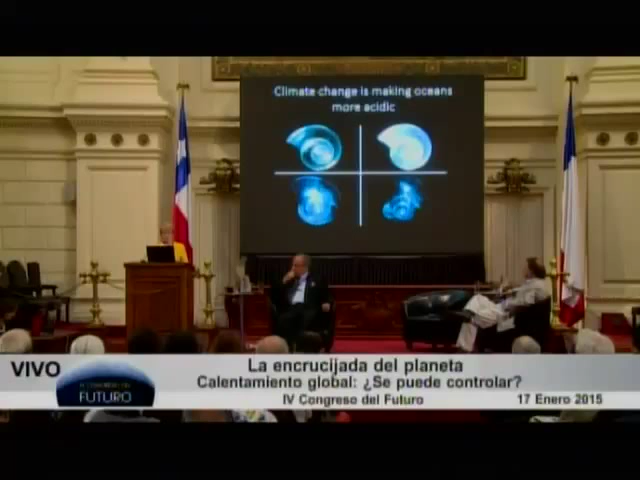 Climate change is making oceans
more acidic
VIVO
FUTURO
La encrucijada del planeta
Calentamiento global: ¿Se puede controlar?
IV Congreso del Futuro
17 Enero 2015